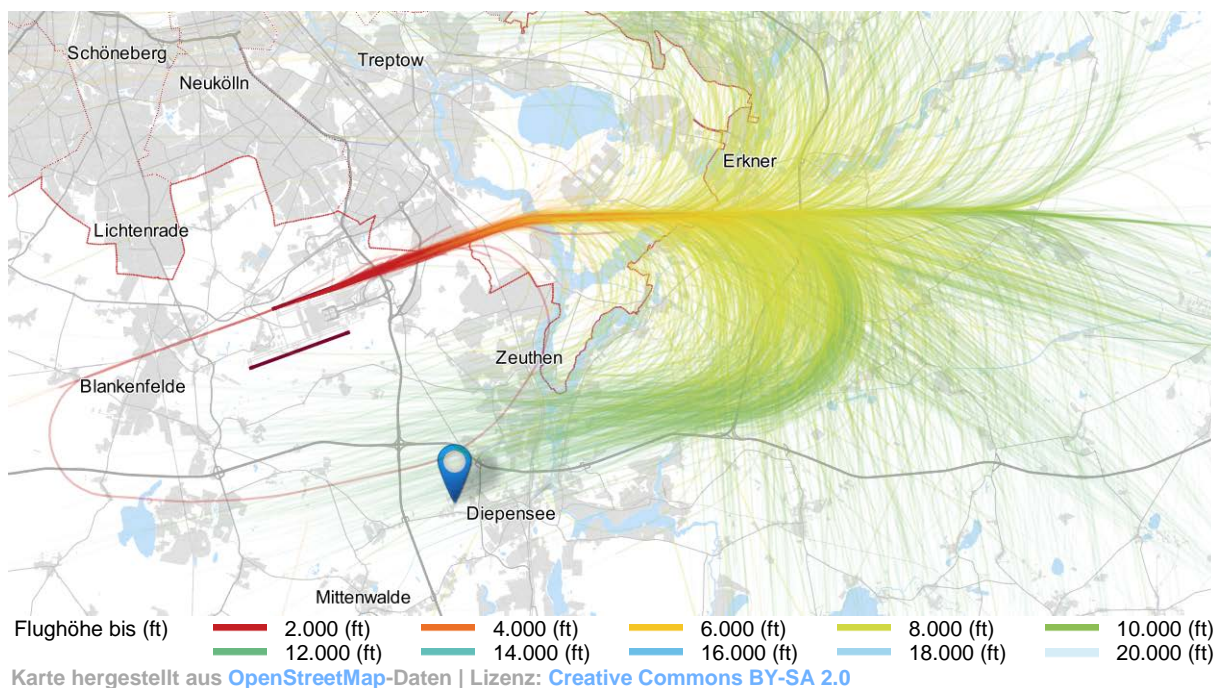 Schöneberg
Treptow
Neukölln
Erkner
Lichtenrade
Zeuthen
Blankenfelde
Diepensee
Mittenwalde
Flughöhe bis (ft) 2.000 (ft) 4.000 (ft) 6.000 (ft) 8.000 (ft) 10.000 (ft)
12.000 (ft) 14.000 (ft) 16.000 (ft) 18.000 (ft) 20.000 (ft)
Karte hergestellt aus OpenStreetMap-Daten | Lizenz: Creative Commons BY-SA 2.0